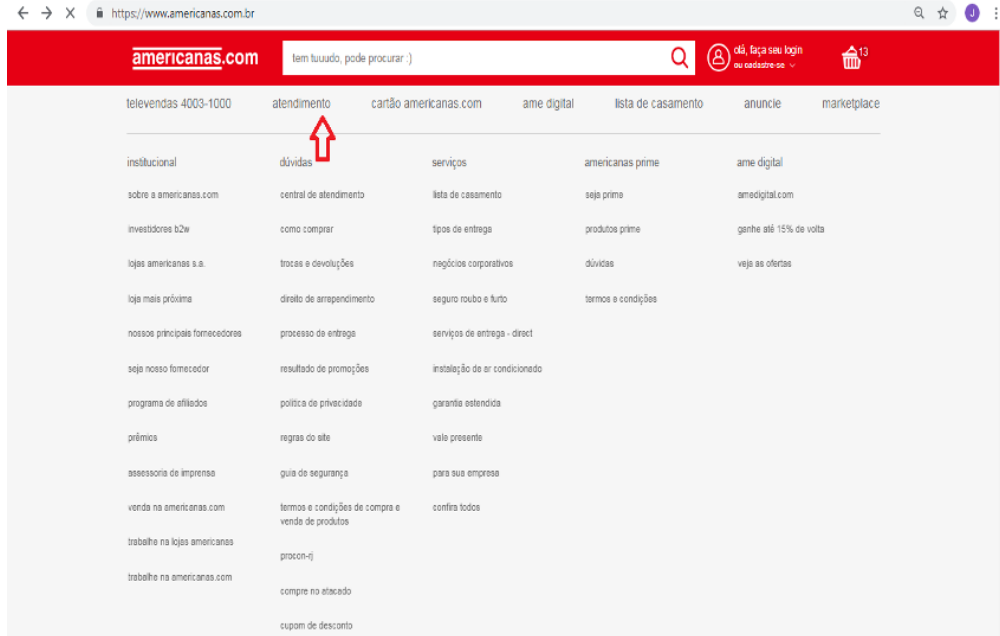 https://www.americanas.com.br
J
americanas.com
tem tuuudo, pode procurar :)
olá, faça seu login
ou cadastre-se
13
televendas 4003-1000 atendimento cartão americanas.com ame digital lista de casamento anuncie marketplace
institucional
sobre a americanas.com
investidores b2w
lojas americanas s.a.
loja mais próxima
nossos principais fornecedores
seja nosso fornecedor
programa de afiliados
prêmios
assessoria de imprensa
venda na americanas.com
trabalhe na lojas americanas
trabalhe na americanas.com
dúvidas
central de atendimento
como comprar
trocas e devoluções
direito de arrependimento
processo de entrega
resultado de promoções
política de privacidade
regras do site
guia de segurança
termos e condições de compra e
venda de produtos
procon-rj
compre no atacado
cupom de desconto
serviços
lista de casamento
tipos de entrega
negócios corporativos
seguro roubo e furto
serviços de entrega - direct
instalação de ar condicionado
garantia estendida
vale presente
para sua empresa
confira todos
americanas prime
seja prime
produtos prime
dúvidas
termos e condições
ame digital
amedigital.com
ganhe até 15% de volta
veja as ofertas